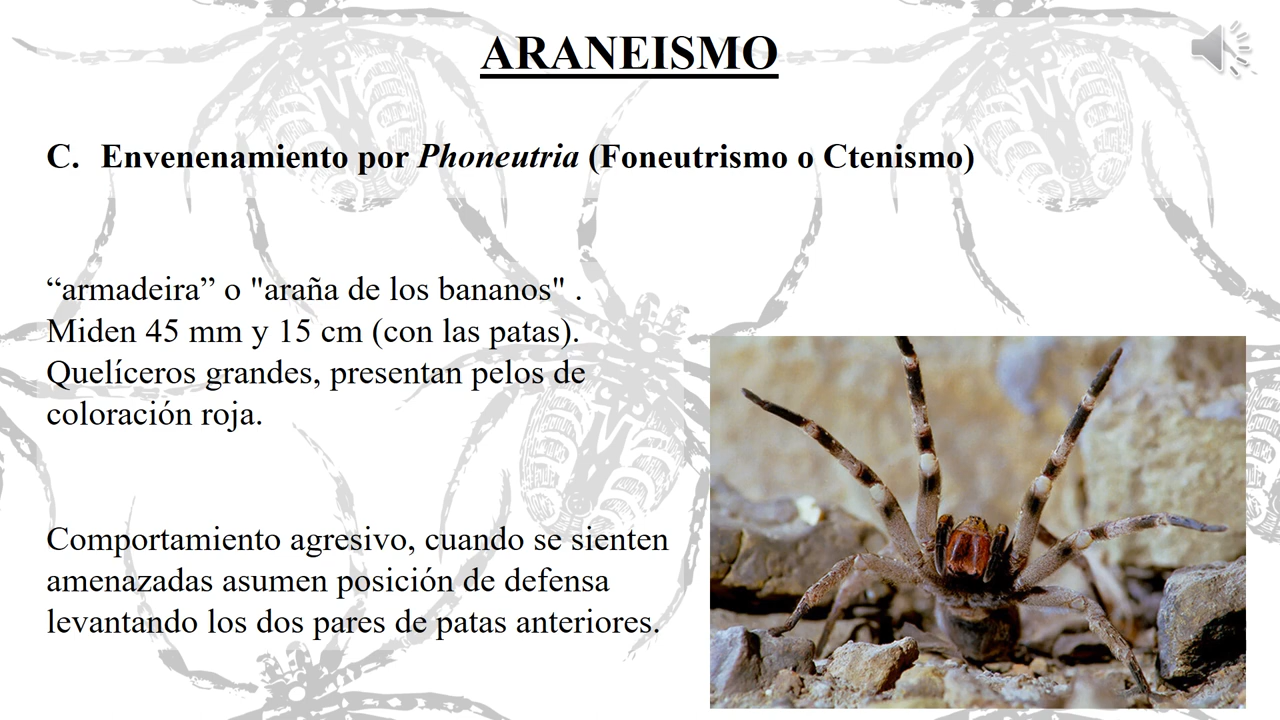 ARANEISMO
C. Envenenamiento por Phoneutria (Foneutrismo o Ctenismo)
“armadeira” o "araña de los bananos" .
Miden 45 mm y 15 cm (con las patas).
Quelíceros grandes, presentan pelos de
coloración roja.
Comportamiento agresivo, cuando se sienten
amenazadas asumen posición de defensa
levantando los dos pares de patas anteriores.